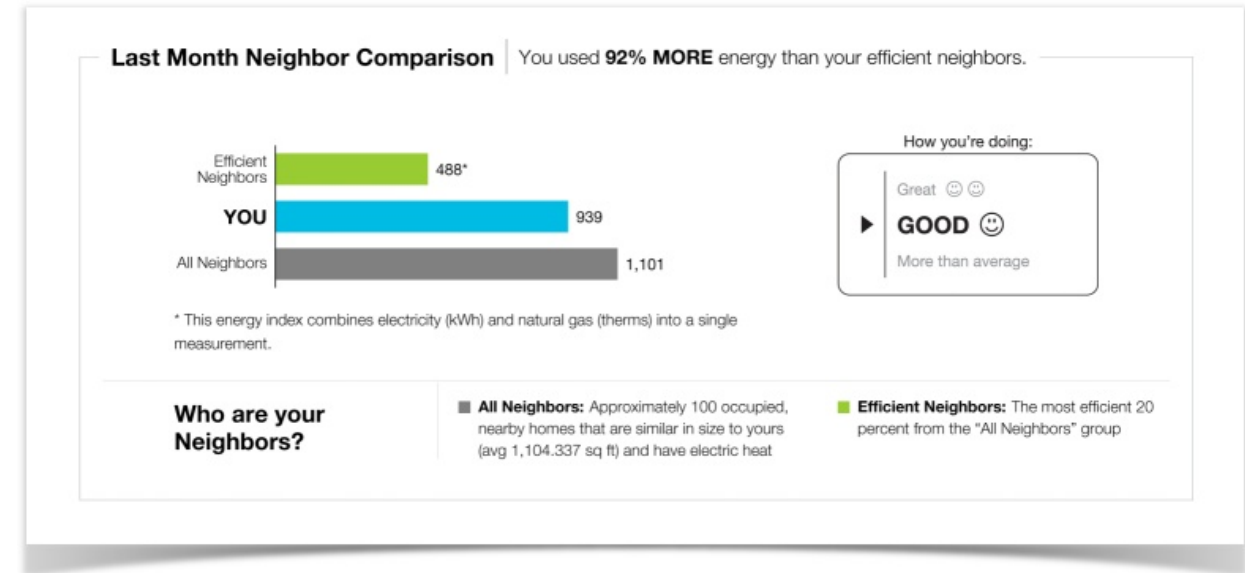 Last Month Neighbor Comparison You used 92% MORE energy than your efficient neighbors.
Efficient
Neighbors
488*
YOU
939
All Neighbors
1,101
* This energy index combines electricity (kWh) and natural gas (therms) into a single
measurement.
How you're doing:
Great
GOOD
More than average
Who are your
Neighbors?
All Neighbors: Approximately 100 occupied,
nearby homes that are similar in size to yours
(avg 1,104.337 sq ft) and have electric heat
Efficient Neighbors: The most efficient 20
percent from the “All Neighbors” group